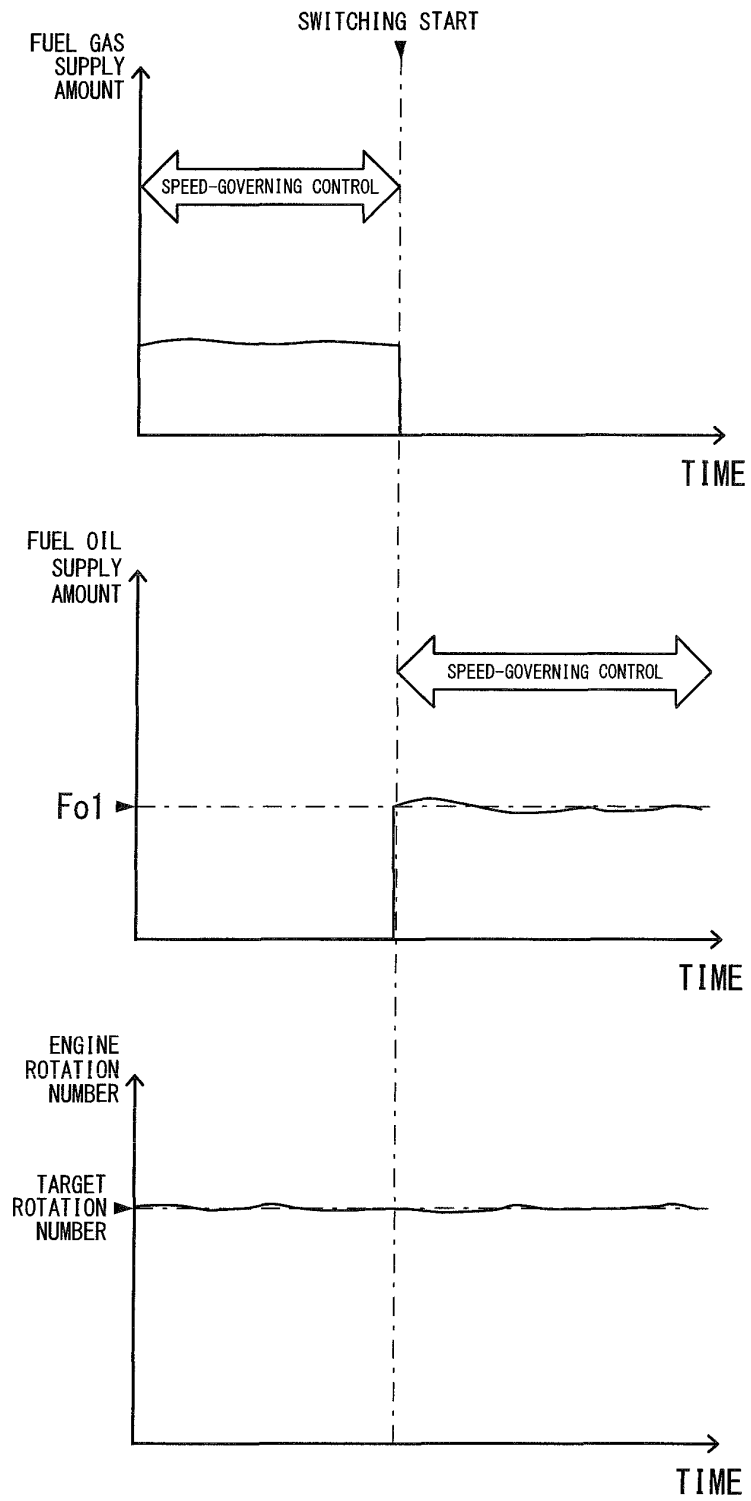 SWITCHING START
FUEL GAS
SUPPLY
AMOUNT
SPEED-GOVERNING CONTROL
TIME
FUEL OIL
SUPPLY
AMOUNT
SPEED-GOVERNING CONTROL
Fo1
TIME
ENGINE
ROTATION
NUMBER
TARGET
ROTATION
NUMBER
TIME